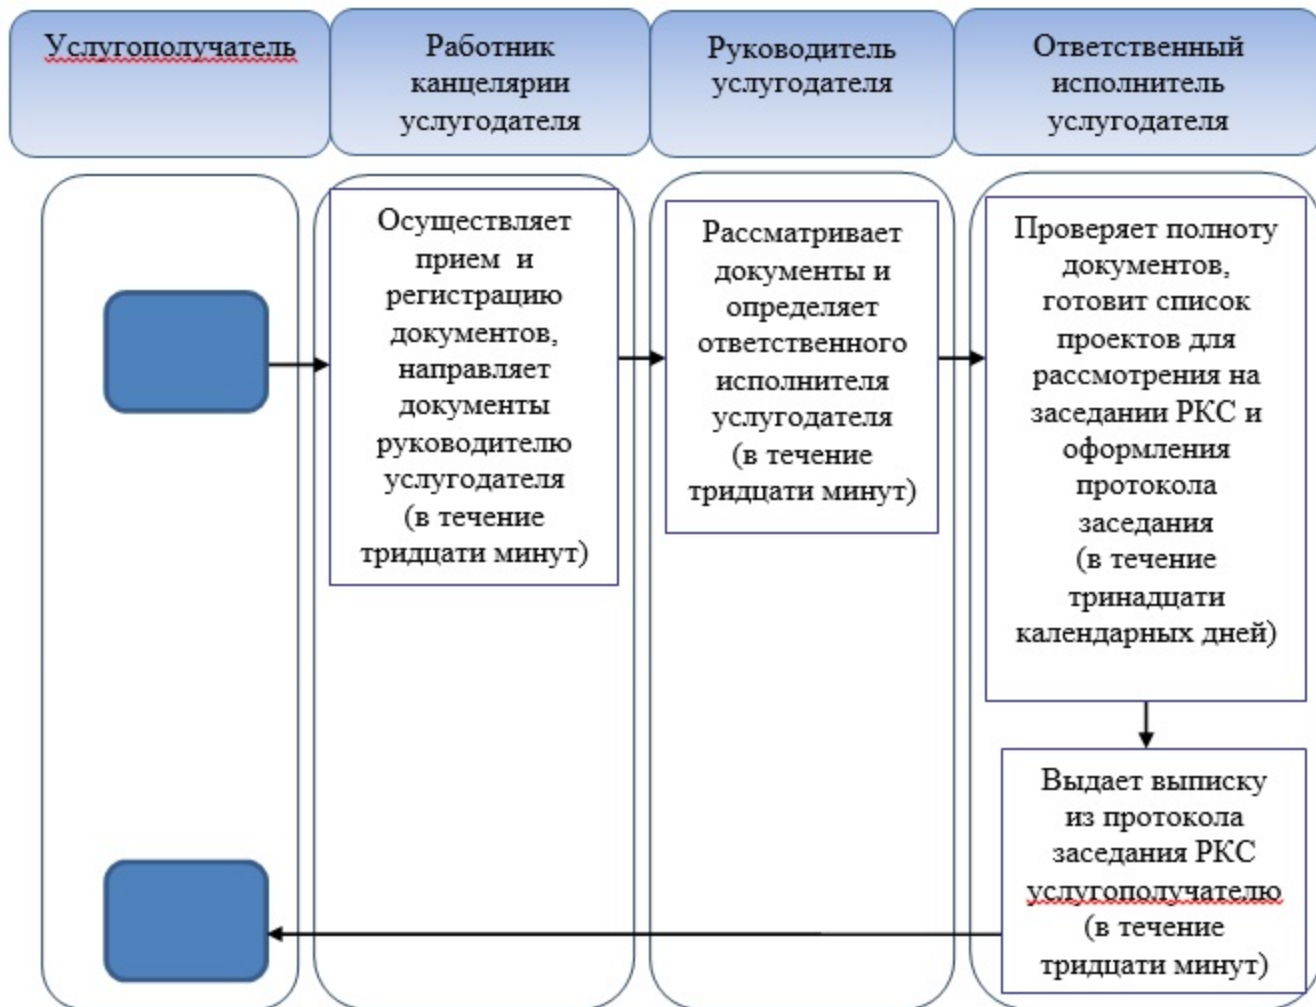 Услугополучатель
Работник
канцелярии
услугодателя
Руководитель
услугодателя
Ответственный
исполнитель
услугодателя
Осуществляет
прием и
регистрацию
документов,
направляет
документы
руководителю
услугодателя
(в течение
тридцати минут)
Рассматривает
документы и
определяет
ответственного
исполнителя
услугодателя
(в течение
тридцати минут)
Проверяет полноту
документов,
готовит список
проектов для
рассмотрения на
заседании РКС и
оформления
протокола
заседания
(в течение
тринадцати
календарных дней)
Выдает выписку
из протокола
заседания РКС
услугополучателю
(в течение
тридцати минут)